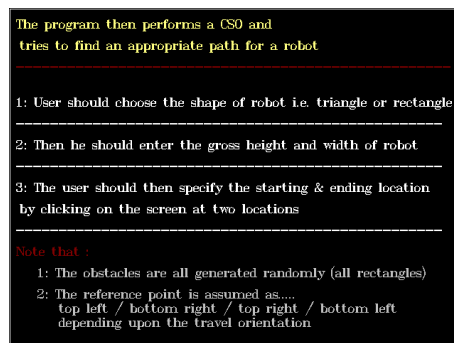 The program then performs a CSO and
tries to find an appropriate path for a robot
1: User should choose the shape of robot i.e. triangle or rectangle
2: Then he should enter the gross height and width of robot
3: The user should then specify the starting & ending location
by clicking on the screen at two locations
Note that :
1: The obstacles are all generated randomly (all rectangles)
2: The reference point is assumed as.....
top left / bottom right / top right / bottom left
depending upon the travel orientation